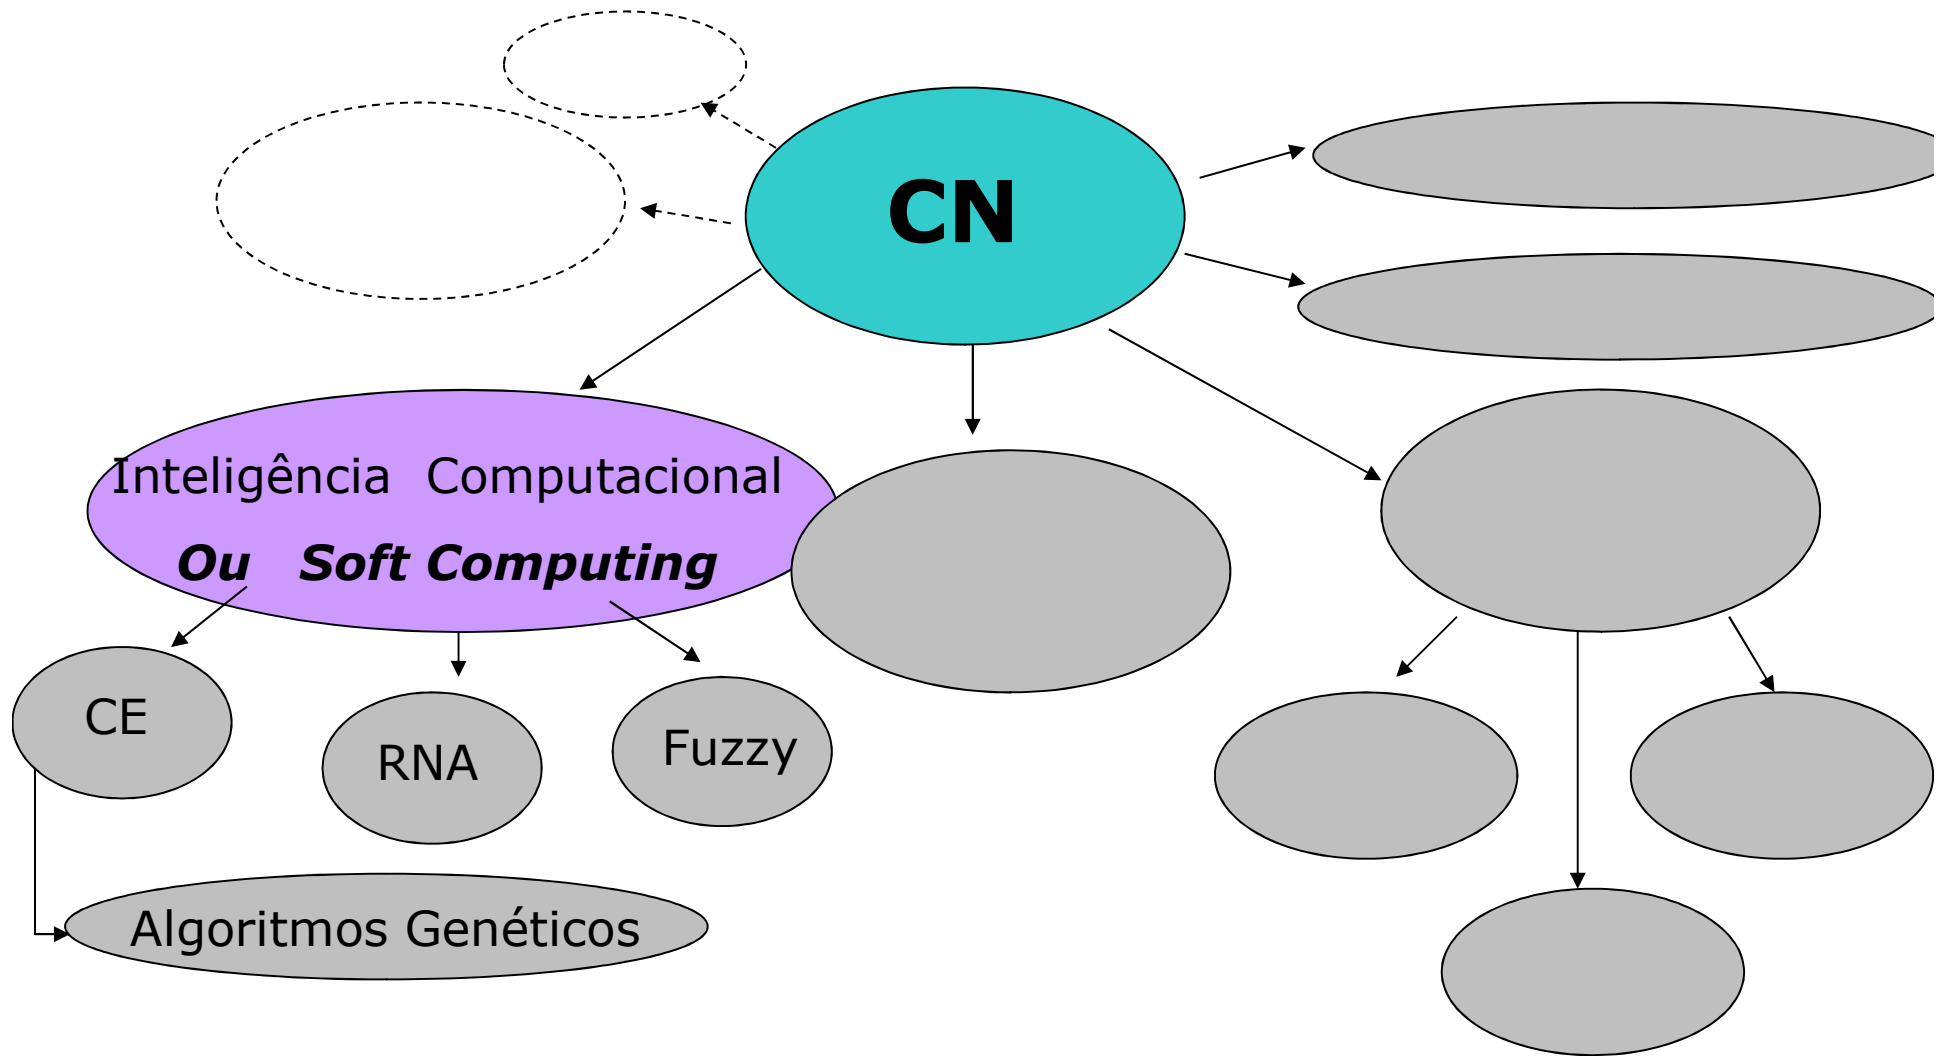 CN
Inteligência Computacional
Ou Soft Computing
CE
RNA
Fuzzy
Algoritmos Genéticos